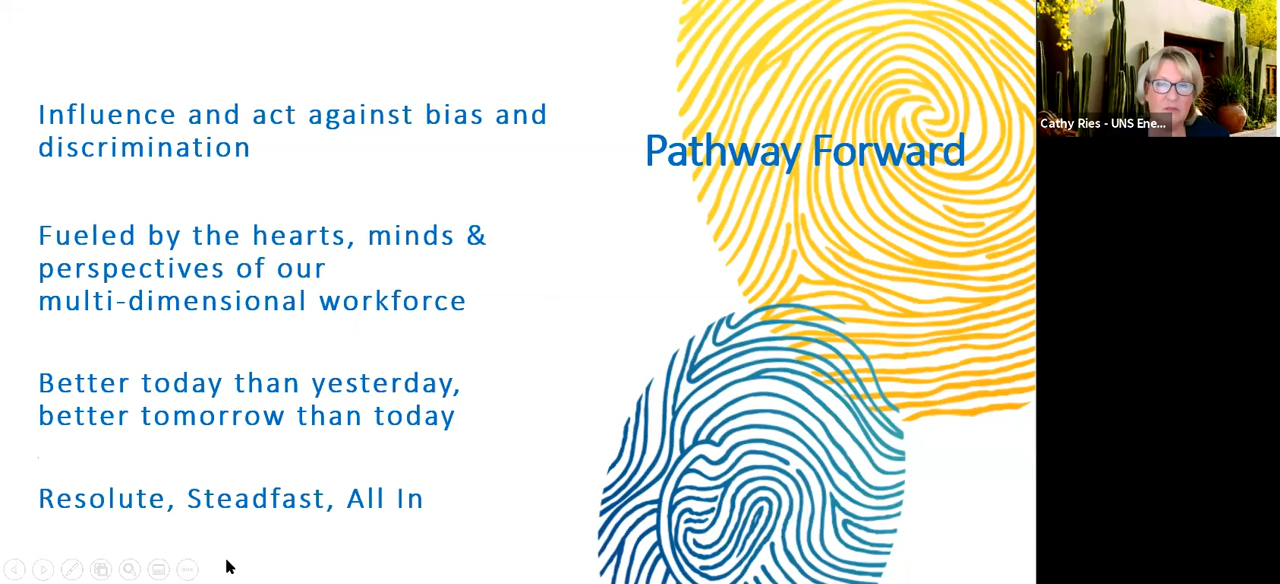 Influence and act against bias and
discrimination
Fueled by the hearts, minds &
perspectives of our
multi-dimensional workforce
Better today than yesterday,
better tomorrow than today
Resolute, Steadfast, All In
Pathway Forward
Cathy Ries - UNS Ene...